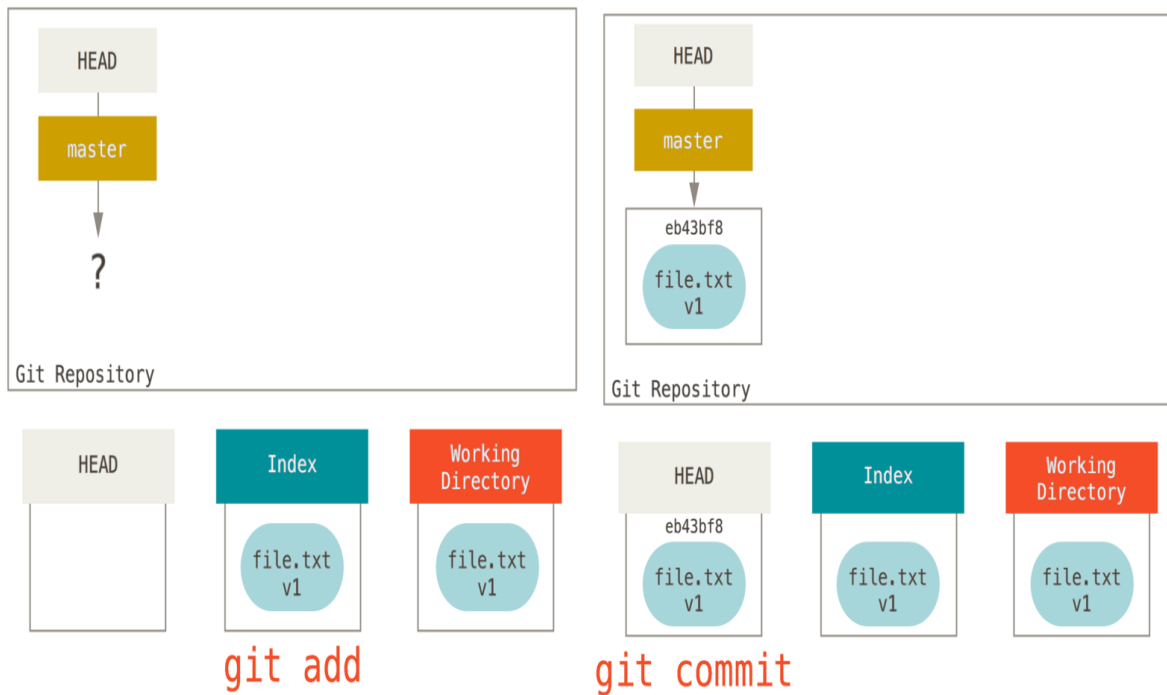 HEAD
master
?
Git Repository
HEAD
Index
Working
Directory
file.txt
v1
file.txt
v1
git add
HEAD
master
eb43bf8
file.txt
v1
Git Repository
HEAD
Index
Working
Directory
eb43bf8
file.txt
v1
file.txt
v1
file.txt
v1
git commit